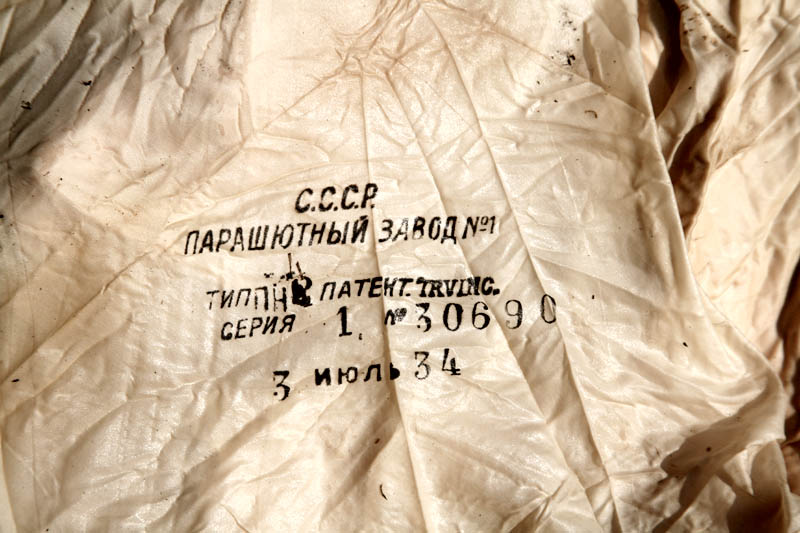 С.С.С.Р.
ПАРАШЮТНЫЙ ЗАВОД №1
ТИП ПАТЕНТ. IRVING.
СЕРИЯ 1. № 30690
3 ИЮЛЬ 34